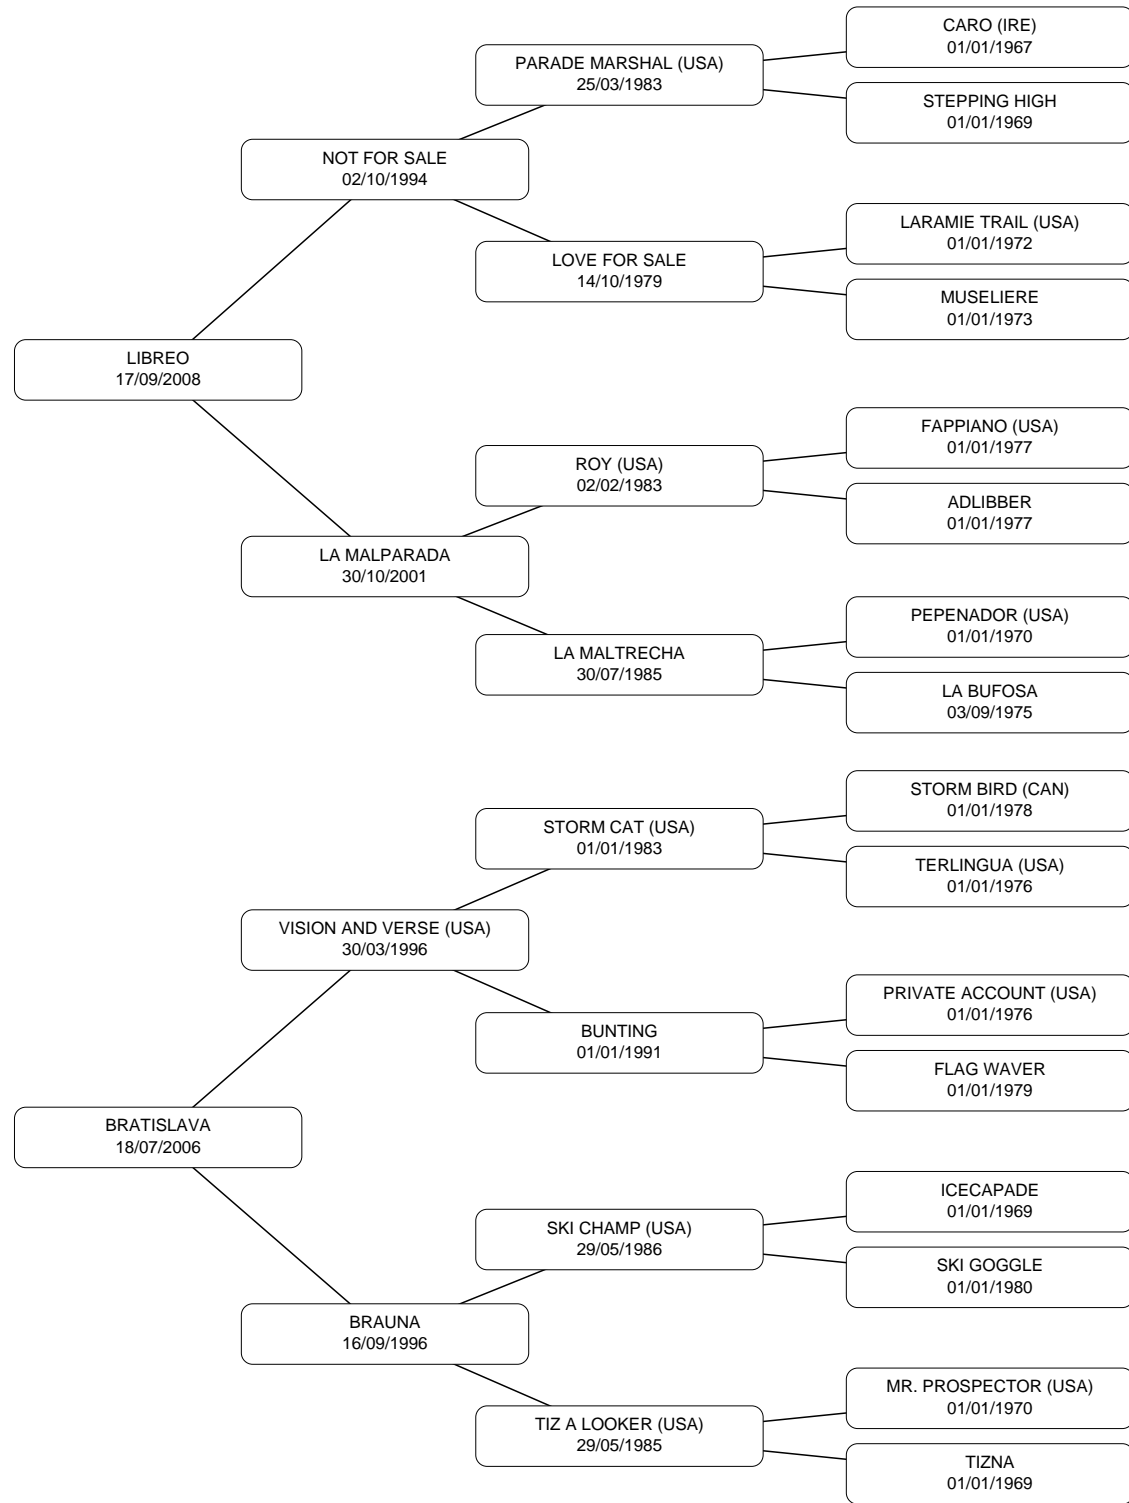 CARO (IRE)
01/01/1967
PARADE MARSHAL (USA)
25/03/1983
STEPPING HIGH
01/01/1969
NOT FOR SALE
02/10/1994
LARAMIE TRAIL (USA)
01/01/1972
LOVE FOR SALE
14/10/1979
MUSELIERE
01/01/1973
LIBREO
17/09/2008
FAPPIANO (USA)
01/01/1977
ROY (USA)
02/02/1983
ADLIBBER
01/01/1977
LA MALPARADA
30/10/2001
PEPENADOR (USA)
01/01/1970
LA MALTRECHA
30/07/1985
LA BUFOSA
03/09/1975
STORM BIRD (CAN)
01/01/1978
STORM CAT (USA)
01/01/1983
TERLINGUA (USA)
01/01/1976
VISION AND VERSE (USA)
30/03/1996
PRIVATE ACCOUNT (USA)
01/01/1976
BUNTING
01/01/1991
FLAG WAVER
01/01/1979
BRATISLAVA
18/07/2006
ICECAPADE
01/01/1969
SKI CHAMP (USA)
29/05/1986
SKI GOGGLE
01/01/1980
BRAUNA
16/09/1996
MR. PROSPECTOR (USA)
01/01/1970
TIZ A LOOKER (USA)
29/05/1985
TIZNA
01/01/1969